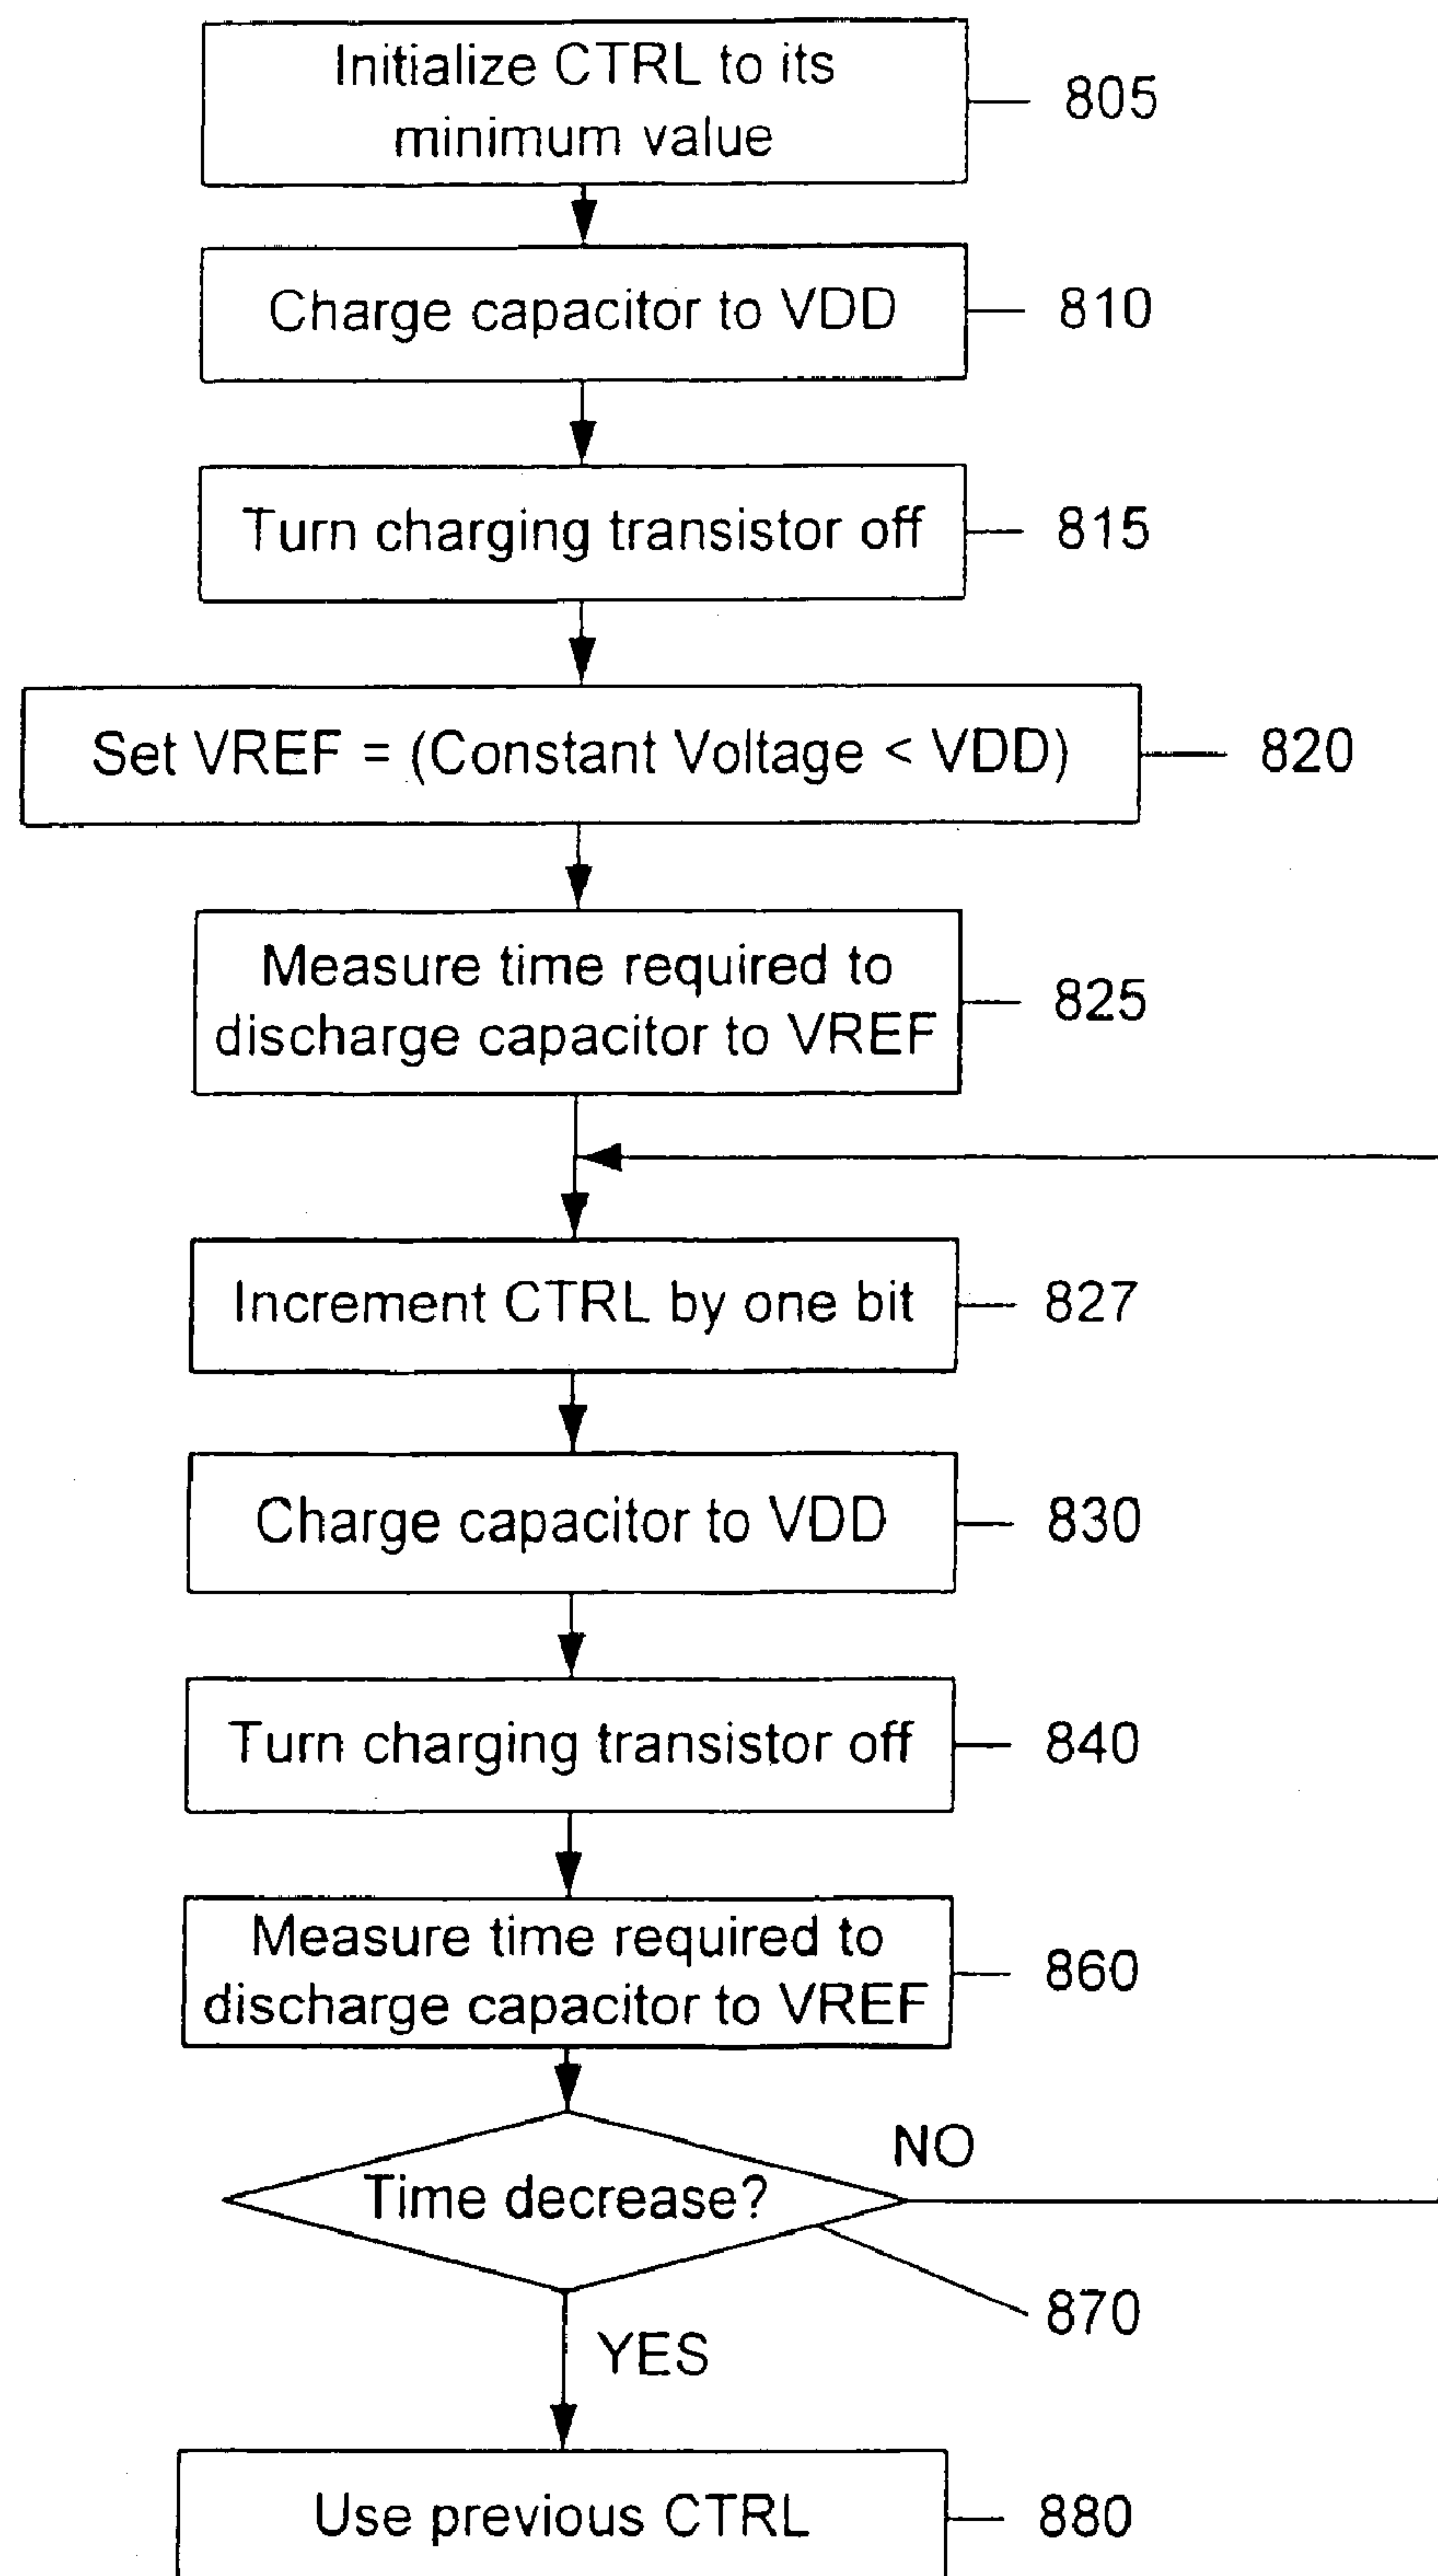 Initialize CTRL to its
minimum value
805
Charge capacitor to VDD
810
Turn charging transistor off
815
Set VREF = (Constant Voltage < VDD)
820
Measure time required to
discharge capacitor to VREF
825
Increment CTRL by one bit
827
Charge capacitor to VDD
830
Turn charging transistor off
840
Measure time required to
discharge capacitor to VREF
860
NO
Time decrease?
870
YES
Use previous CTRL
880